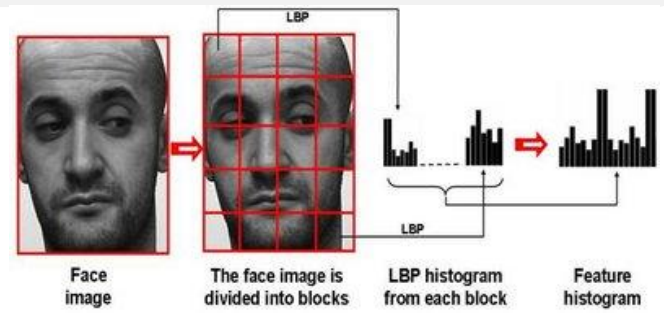 LBP
LBP
Face
image
The face image is
divided into blocks
LBP histogram
from each block
Feature
histogram